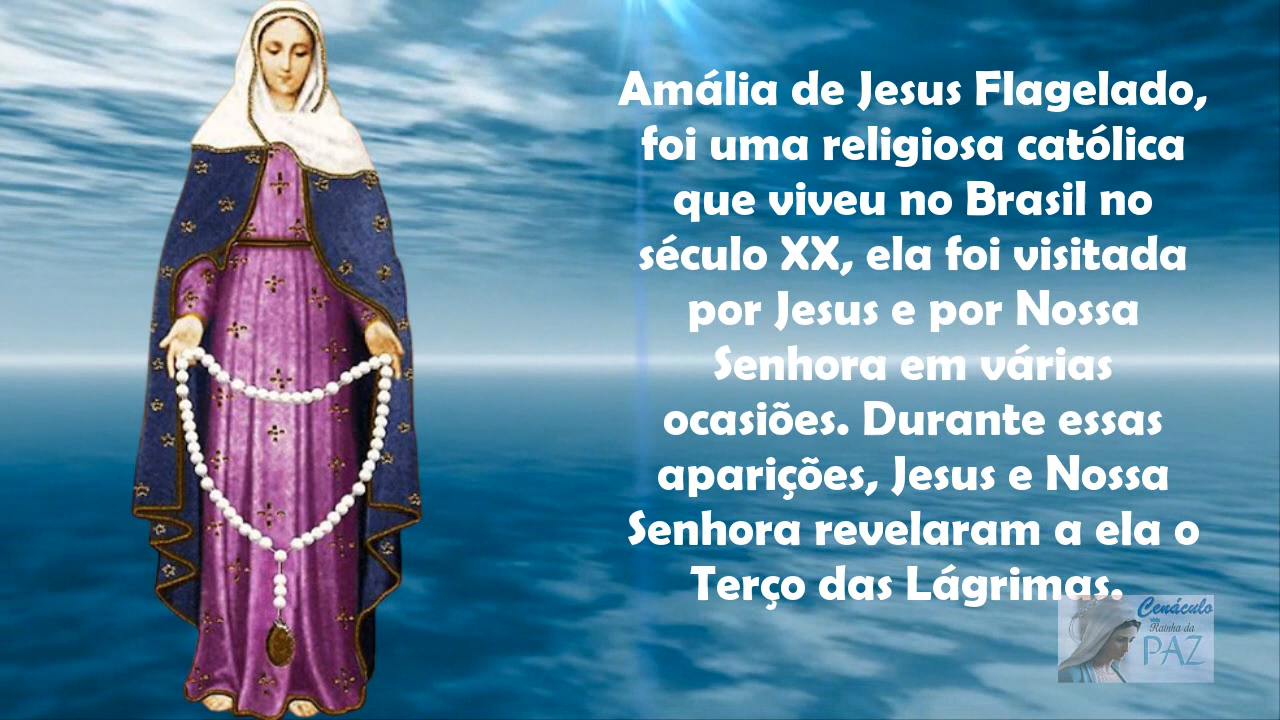 Amália de Jesus Flagelado,
foi uma religiosa católica
que viveu no Brasil no
século XX, ela foi visitada
por Jesus e por Nossa
Senhora em várias
ocasiões. Durante essas
aparições, Jesus e Nossa
Senhora revelaram a ela o
Terço das Lágrimas.
Cenáculo
Rainha da
PAZ